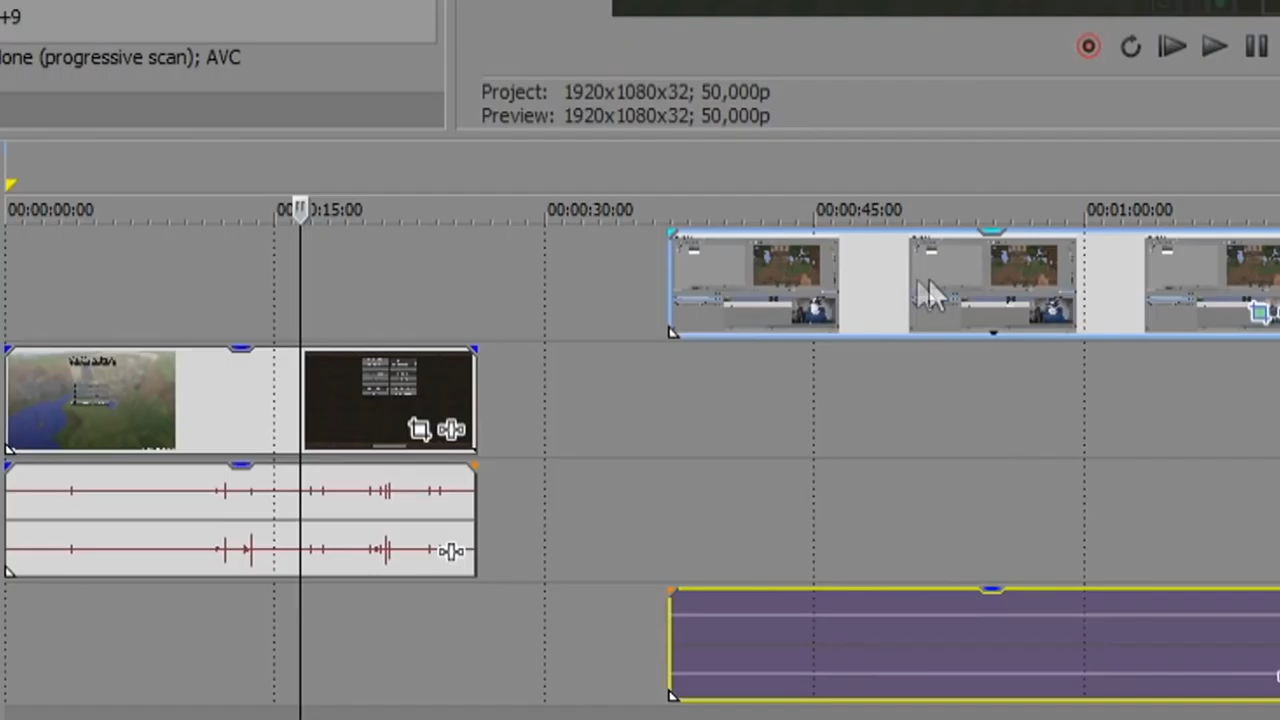 +9
lone (progressive scan); AVC
Project: 1920x1080x32; 50,000p
Preview: 1920x1080x32; 50,000p
00:00:00:00
00:00:30:00
00:00:45:00
00:01:00:00